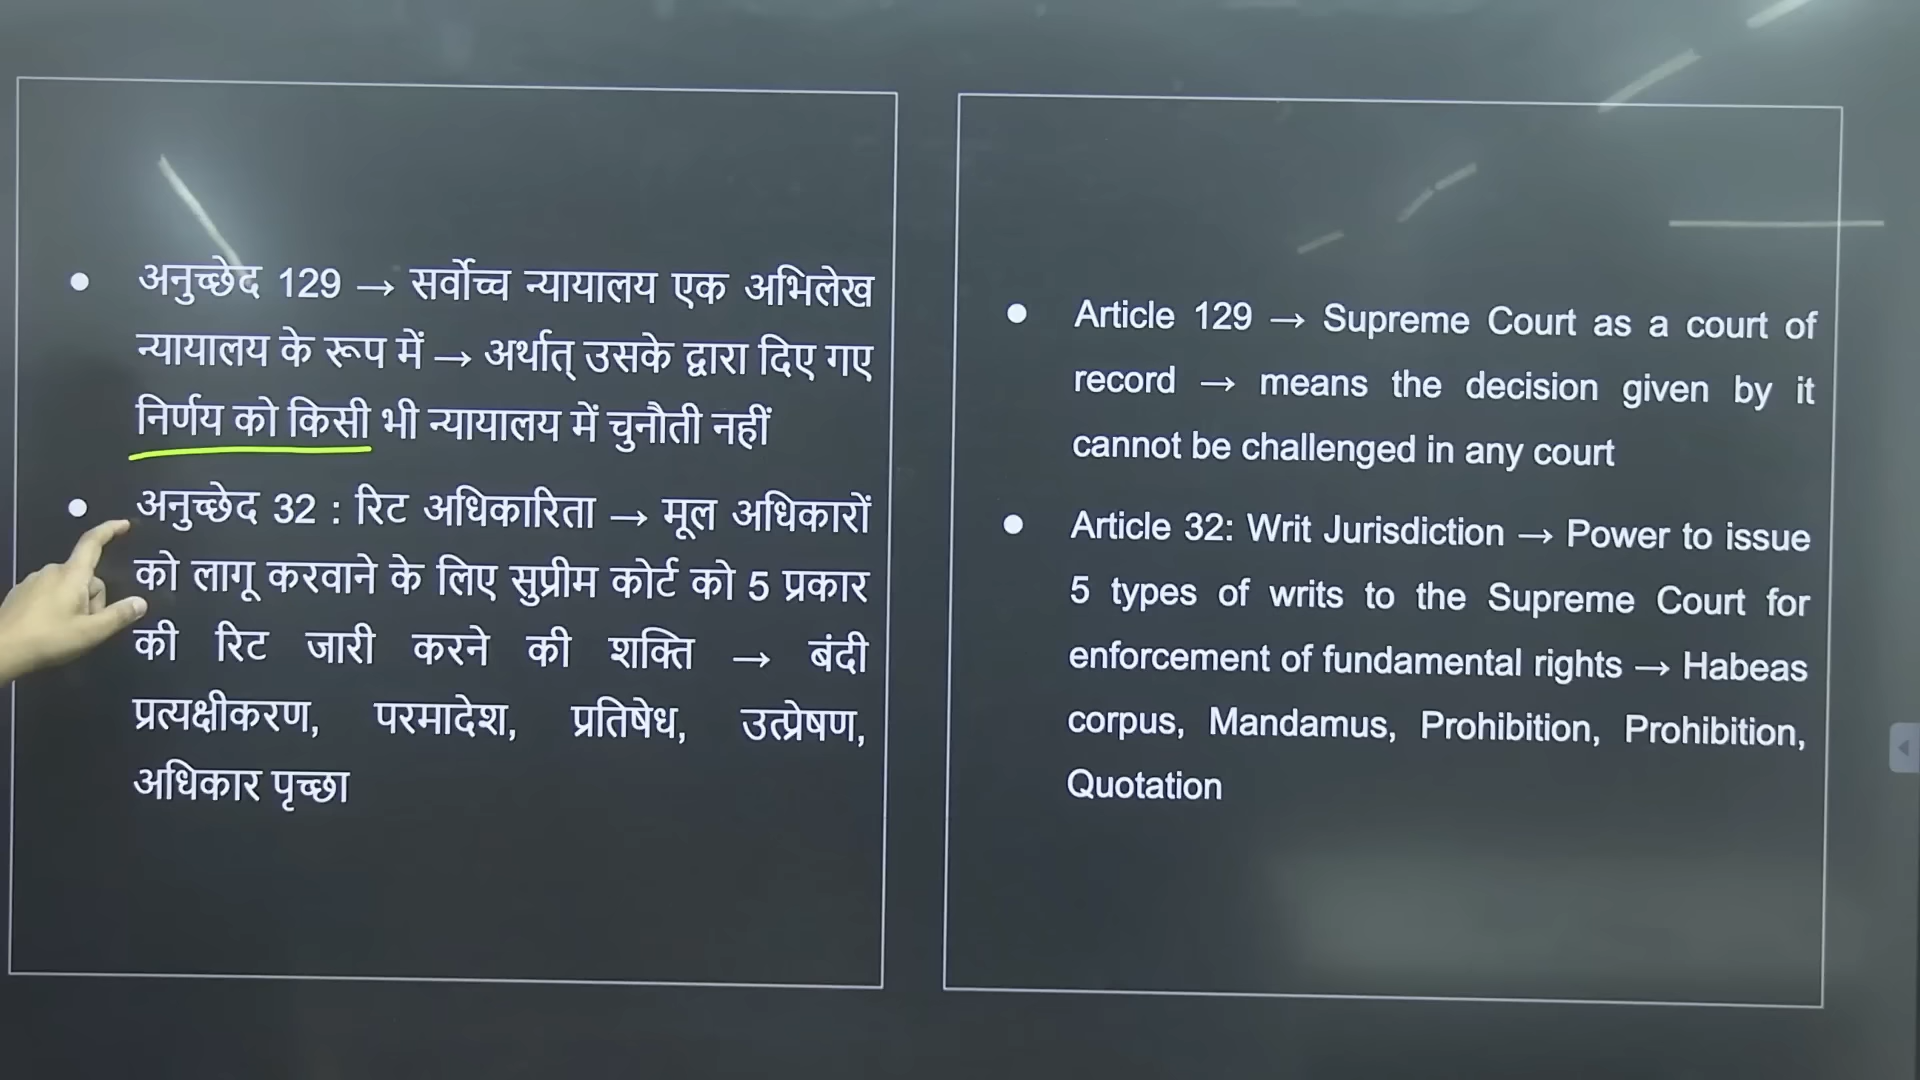 • अनुच्छेद 129 → सर्वोच्च न्यायालय एक अभिलेख
न्यायालय के रूप में → अर्थात् उसके द्वारा दिए गए
निर्णय को किसी भी न्यायालय में चुनौती नहीं
• अनुच्छेद 32 : रिट अधिकारिता → मूल अधिकारों
को लागू करवाने के लिए सुप्रीम कोर्ट को 5 प्रकार
की रिट जारी करने की शक्ति → बंदी
प्रत्यक्षीकरण, परमादेश, प्रतिषेध, उत्प्रेषण,
अधिकार पृच्छा
• Article 129 → Supreme Court as a court of
record → means the decision given by it
cannot be challenged in any court
• Article 32: Writ Jurisdiction → Power to issue
5 types of writs to the Supreme Court for
enforcement of fundamental rights → Habeas
corpus, Mandamus, Prohibition, Prohibition,
Quotation